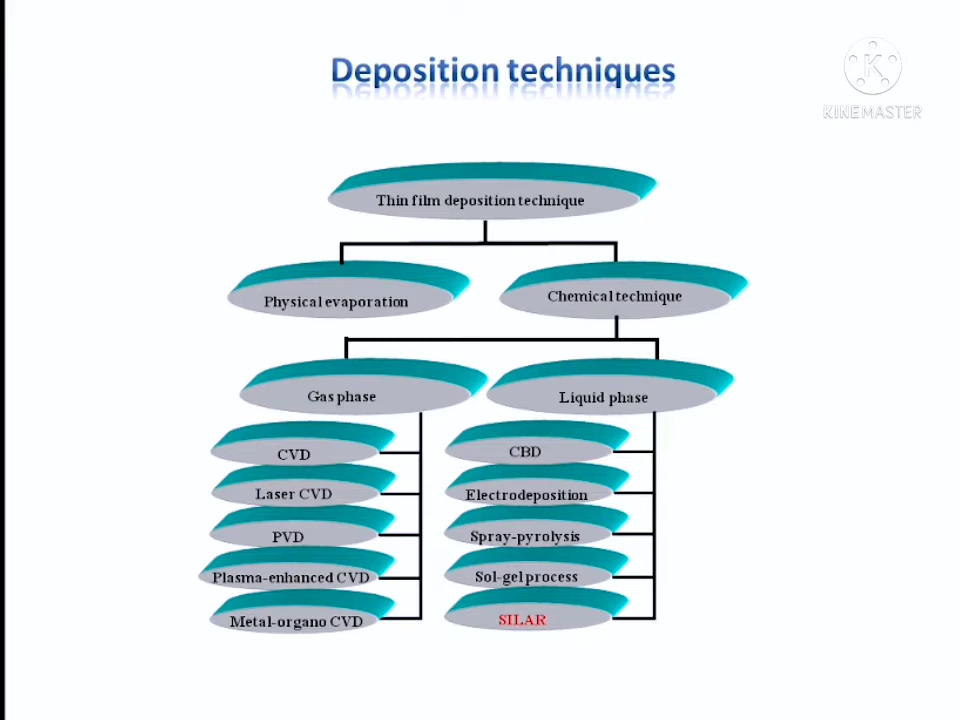 Deposition techniques
KINEMASTER
Thin film deposition technique
Physical evaporation
Chemical technique
Gas phase
Liquid phase
CVD
CBD
Laser CVD
Electrodeposition
PVD
Spray-pyrolysis
Plasma-enhanced CVD
Sol-gel process
Metal-organo CVD
SILAR